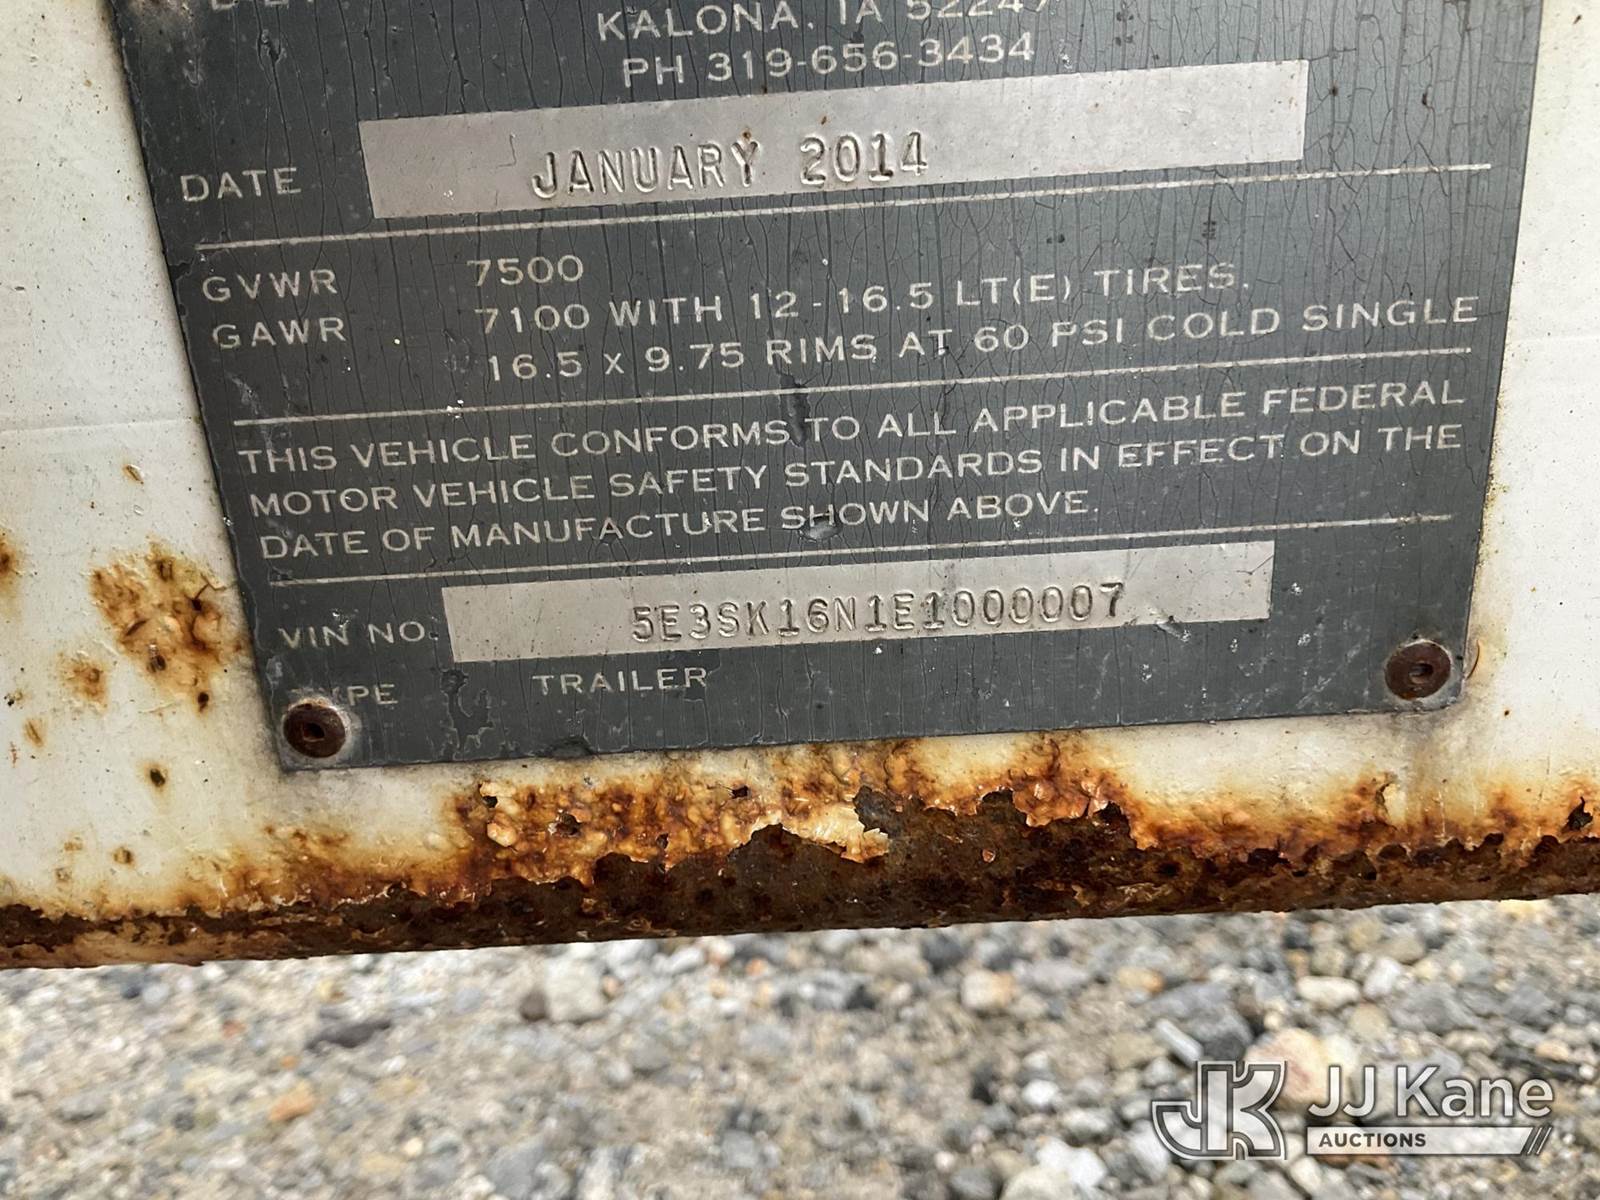 KALONA, IA 52247
PH 319-656-3434
DATE JANUARY 2014
GVWR 7500
GAWR 7100 WITH 12-16.5 LT(E) TIRES.
16.5 X 9.75 RIMS AT 60 PSI COLD SINGLE
THIS VEHICLE CONFORMS TO ALL APPLICABLE FEDERAL
MOTOR VEHICLE SAFETY STANDARDS IN EFFECT ON THE
DATE OF MANUFACTURE SHOWN ABOVE.
VIN NO. 5E3SK16N1E1000007
TYPE TRAILER
JK JJ Kane
AUCTIONS